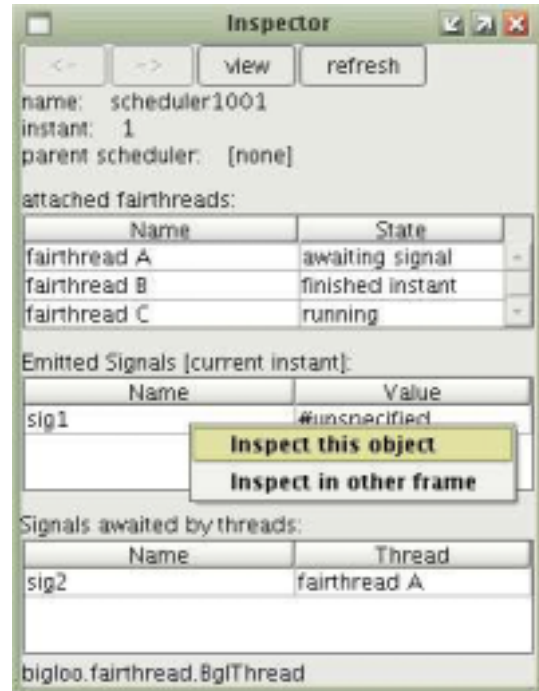 Inspector
<- -> view refresh
name: scheduler1001
instant: 1
parent scheduler: [none]
attached fairthreads:
Name State
fairthread A awaiting signal
fairthread B finished instant
fairthread C running
Emitted Signals [current instant]:
Name Value
sig1 #unspecified
Inspect this object
Inspect in other frame
Signals awaited by threads:
Name Thread
sig2 fairthread A
bigloo.fairthread.BglThread